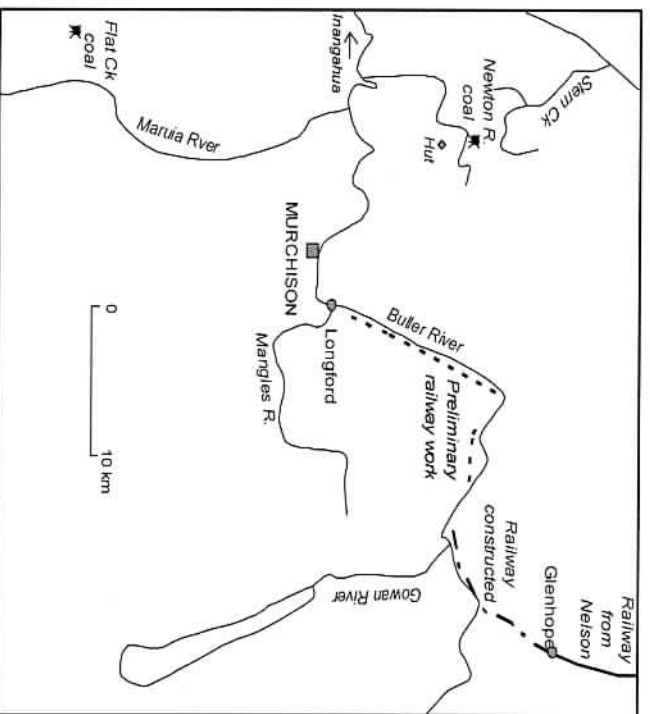 Railway
from
Nelson
Stern Ck
Glenhope
Newton R.
coal
Railway
constructed
Hut
Preliminary
railway work
Buller River
Gowan River
Inangahua
Longford
MURCHISON
Mangles R.
Maruia Rver
Flat Ck
coal
0 10 km